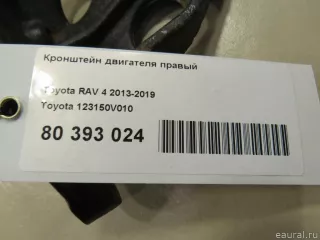 Кронштейн двигателя правый
Toyota RAV 4 2013-2019
Toyota 123150V010
80 393 024
eaural.ru